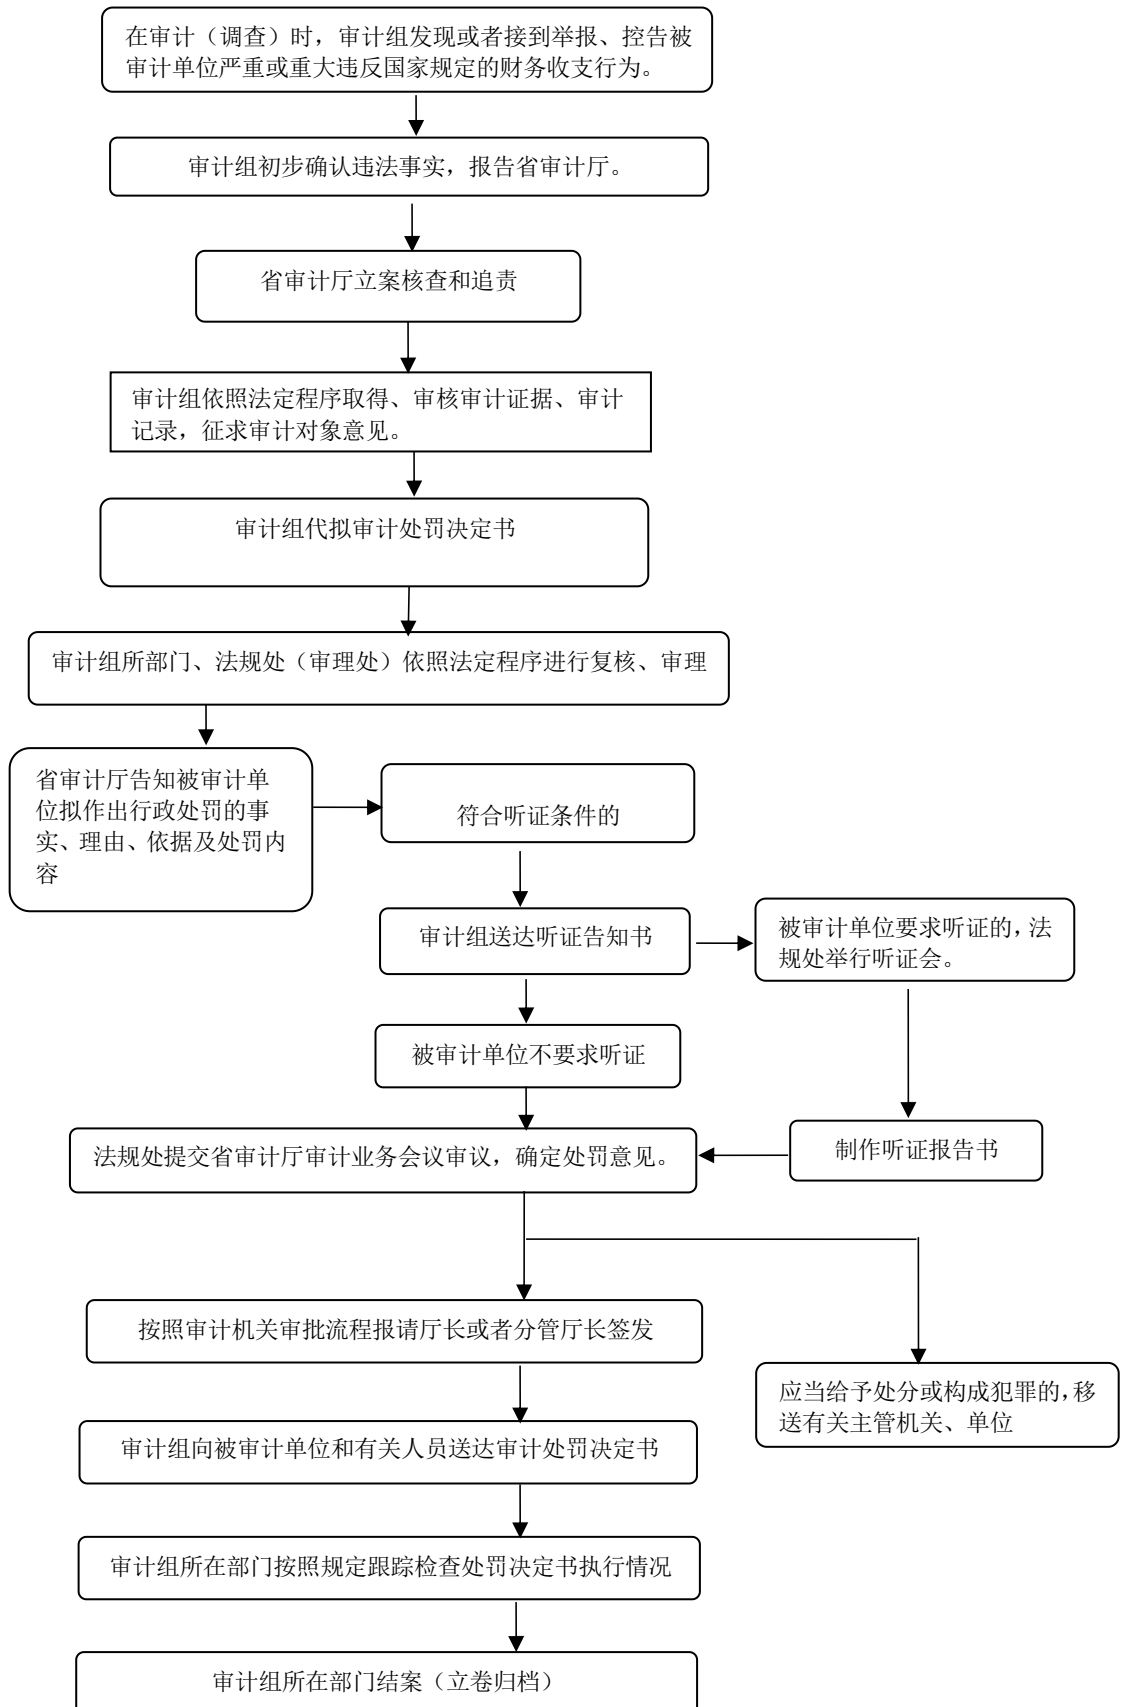 在审计（调查）时，审计组发现或者接到举报、控告被
审计单位严重或重大违反国家规定的财务收支行为。
审计组初步确认违法事实，报告省审计厅。
省审计厅立案核查和追责
审计组依照法定程序取得、审核审计证据、审计
记录，征求审计对象意见。
审计组代拟审计处罚决定书
审计组所部门、法规处（审理处）依照法定程序进行复核、审理
省审计厅告知被审计单
位拟作出行政处罚的事
实、理由、依据及处罚内
容
符合听证条件的
审计组送达听证告知书
被审计单位要求听证的，法
规处举行听证会。
被审计单位不要求听证
制作听证报告书
法规处提交省审计厅审计业务会议审议，确定处罚意见。
按照审计机关审批流程报请厅长或者分管厅长签发
应当给予处分或构成犯罪的，移
送有关主管机关、单位
审计组向被审计单位和有关人员送达审计处罚决定书
审计组所在部门按照规定跟踪检查处罚决定书执行情况
审计组所在部门结案（立卷归档）